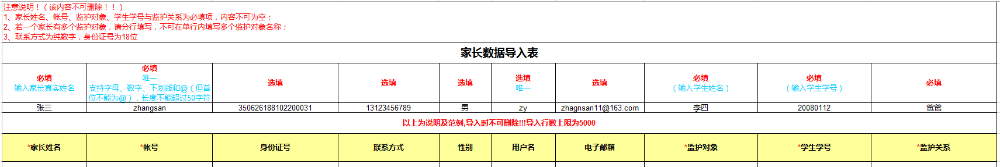 注意说明！（该内容不可删除！！）
1、家长姓名、帐号、监护对象、学生学号与监护关系为必填项，内容不可为空；
2、若一个家长有多个监护对象，请分行填写，不可在单行内填写多个监护对象名称；
3、联系方式为纯数字，身份证号为18位
家长数据导入表
必填
输入家长真实姓名
必填
唯一
支持字母、数字、下划线和@（但首
位不能为@），长度不能超过50字符
选填
选填
选填
选填
唯一
选填
必填
（输入学生姓名）
必填
（输入学生学号）
必填
张三 zhangsan 350626188102200031 13123456789 男 zy zhagnsan11@163.com 李四 20080112 爸爸
以上为说明及范例,导入时不可删除!!!导入行数上限为5000
*家长姓名 *帐号 身份证号 联系方式 性别 用户名 电子邮箱 *监护对象 *学生学号 *监护关系